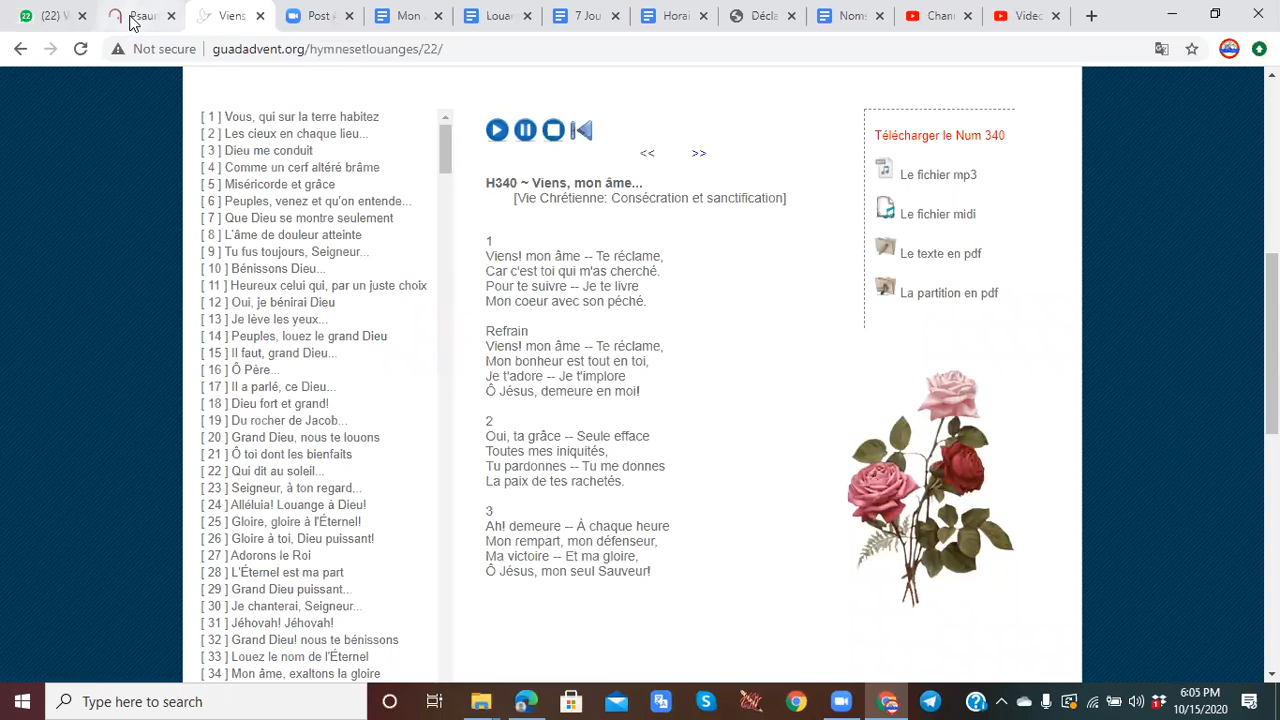 (22) W
Psaum
Viens
Post A
Mon
Louar
7 Jou
Horai
Décla
Noms
Chan
Vide
Not secure
guadadvent.org/hymnesetlouanges/22/
[ 1 ] Vous, qui sur la terre habitez
[ 2 ] Les cieux en chaque lieu...
[ 3 ] Dieu me conduit
[ 4 ] Comme un cerf altéré brâme
[ 5 ] Miséricorde et grâce
[ 6 ] Peuples, venez et qu'on entende...
[ 7 ] Que Dieu se montre seulement
[ 8 ] L'âme de douleur atteinte
[ 9 ] Tu fus toujours, Seigneur...
[ 10 ] Bénissons Dieu...
[ 11 ] Heureux celui qui, par un juste choix
[ 12 ] Oui, je bénirai Dieu
[ 13 ] Je lève les yeux...
[ 14 ] Peuples, louez le grand Dieu
[ 15 ] Il faut, grand Dieu...
[ 16 ] Ô Père...
[ 17 ] Il a parlé, ce Dieu...
[ 18 ] Dieu fort et grand!
[ 19 ] Du rocher de Jacob...
[ 20 ] Grand Dieu, nous te louons
[ 21 ] Ô toi dont les bienfaits
[ 22 ] Qui dit au soleil...
[ 23 ] Seigneur, à ton regard...
[ 24 ] Alléluia! Louange à Dieu!
[ 25 ] Gloire, gloire à l'Éternel!
[ 26 ] Gloire à toi, Dieu puissant!
[ 27 ] Adorons le Roi
[ 28 ] L'Éternel est ma part
[ 29 ] Grand Dieu puissant...
[ 30 ] Je chanterai, Seigneur...
[ 31 ] Jéhovah! Jéhovah!
[ 32 ] Grand Dieu! nous te bénissons
[ 33 ] Louez le nom de l'Éternel
[ 34 ] Mon âme, exaltons la gloire
<< >>
H340 ~ Viens, mon âme...
[Vie Chrétienne: Consécration et sanctification]
1
Viens! mon âme -- Te réclame,
Car c'est toi qui m'as cherché.
Pour te suivre -- Je te livre
Mon coeur avec son péché.
Refrain
Viens! mon âme -- Te réclame,
Mon bonheur est tout en toi,
Je t'adore -- Je t'implore
Ô Jésus, demeure en moi!
2
Oui, ta grâce -- Seule efface
Toutes mes iniquités,
Tu pardonnes -- Tu me donnes
La paix de tes rachetés.
3
Ah! demeure -- À chaque heure
Mon rempart, mon défenseur,
Ma victoire -- Et ma gloire,
Ô Jésus, mon seul Sauveur!
Télécharger le Num 340
Le fichier mp3
Le fichier midi
Le texte en pdf
La partition en pdf
Type here to search
6:05 PM
10/15/2020